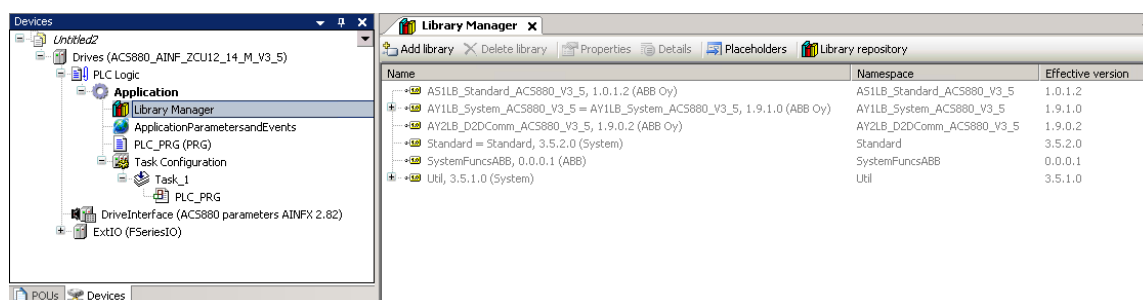 Devices
Untitled2
Drives (ACS880_AINF_ZCU12_14_M_V3_5)
PLC Logic
Application
Library Manager
ApplicationParametersandEvents
PLC_PRG (PRG)
Task Configuration
Task_1
PLC_PRG
DriveInterface (ACS880 parameters AINFX 2.82)
ExtIO (FSeriesIO)
POUs Devices
Library Manager
Add library Delete library Properties Details Placeholders Library repository
Name Namespace Effective version
AS1LB_Standard_ACS880_V3_5, 1.0.1.2 (ABB Oy) AS1LB_Standard_ACS880_V3_5 1.0.1.2
AY1LB_System_ACS880_V3_5 = AY1LB_System_ACS880_V3_5, 1.9.1.0 (ABB Oy) AY1LB_System_ACS880_V3_5 1.9.1.0
AY2LB_D2DComm_ACS880_V3_5, 1.9.0.2 (ABB Oy) AY2LB_D2DComm_ACS880_V3_5 1.9.0.2
Standard = Standard, 3.5.2.0 (System) Standard 3.5.2.0
SystemFuncsABB, 0.0.0.1 (ABB) SystemFuncsABB 0.0.0.1
Util, 3.5.1.0 (System) Util 3.5.1.0